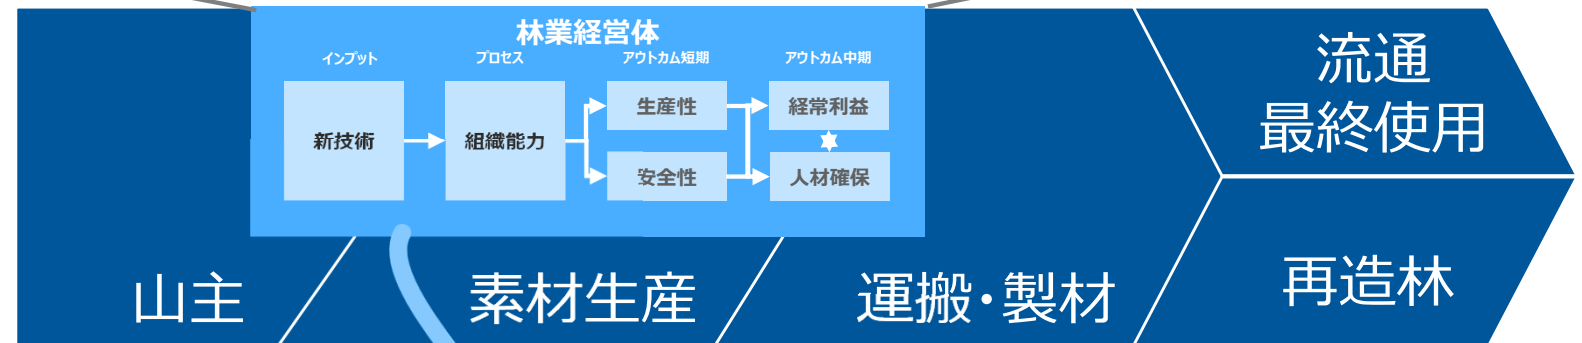 林業経営体
インプット
プロセス
アウトカム短期
アウトカム中期
新技術
組織能力
生産性
経常利益
安全性
人材確保
流通
最終使用
山主
素材生産
運搬・製材
再造林